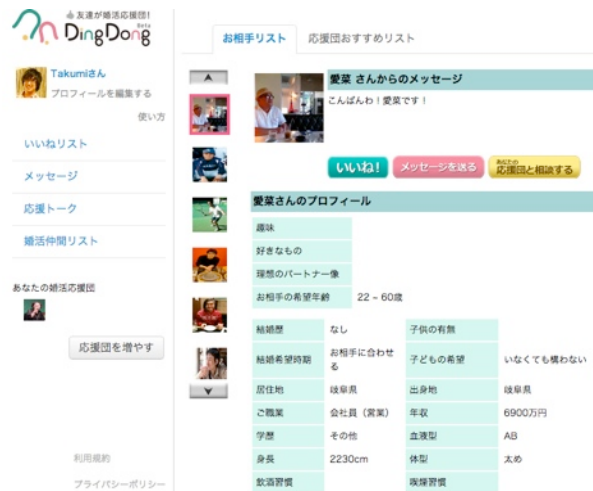 友達が婚活応援団!
DingDong
Beta
Takumiさん
プロフィールを編集する
使い方
いいねリスト
メッセージ
応援トーク
婚活仲間リスト
あなたの婚活応援団
応援団を増やす
利用規約
プライバシーポリシー
お相手リスト 応援団おすすめリスト
愛菜 さんからのメッセージ
こんばんわ！愛菜です！
いいね! メッセージを送る あなたの応援団と相談する
愛菜さんのプロフィール
趣味
好きなもの
理想のパートナー像
お相手の希望年齢 22 ~ 60歳
結婚歴 なし 子供の有無
結婚希望時期 お相手に合わせる 子どもの希望 いなくても構わない
居住地 岐阜県 出身地 岐阜県
ご職業 会社員（営業） 年収 6900万円
学歴 その他 血液型 AB
身長 2230cm 体型 太め
飲酒習慣 喫煙習慣